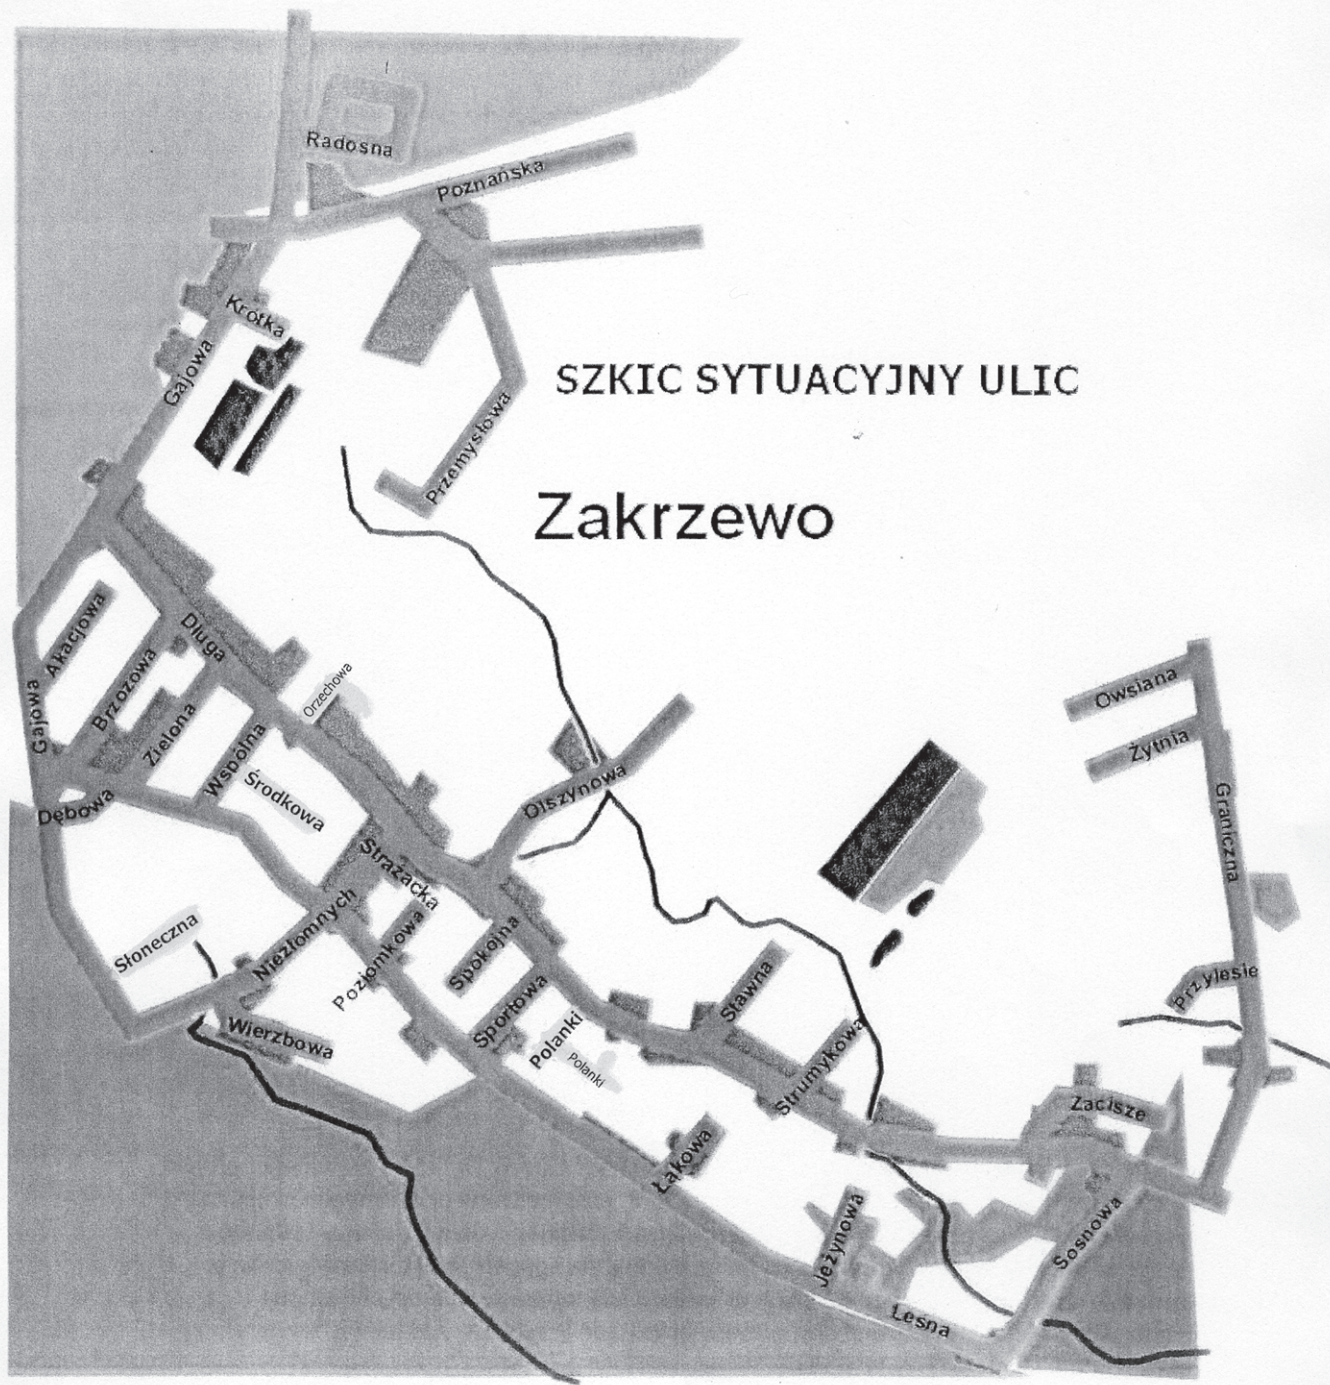 Radosna
Poznańska
Krótka
Gajowa
SZKIC SYTUACYJNY ULIC
Przemysłowa
Zakrzewo
Akacjowa
Długa
Brzozowa
Orzechowa
Gajowa
Zielona
Wspólna
Środkowa
Dębowa
Olszynowa
Owsiana
Żytnia
Graniczna
Strażacka
Niezłomnych
Poziomkowa
Słoneczna
Spokojna
Sportowa
Stawna
Przylesie
Wierzbowa
Polanki
Polanki
Strumykowa
Zacisze
Łąkowa
Jeżynowa
Sosnowa
Leśna